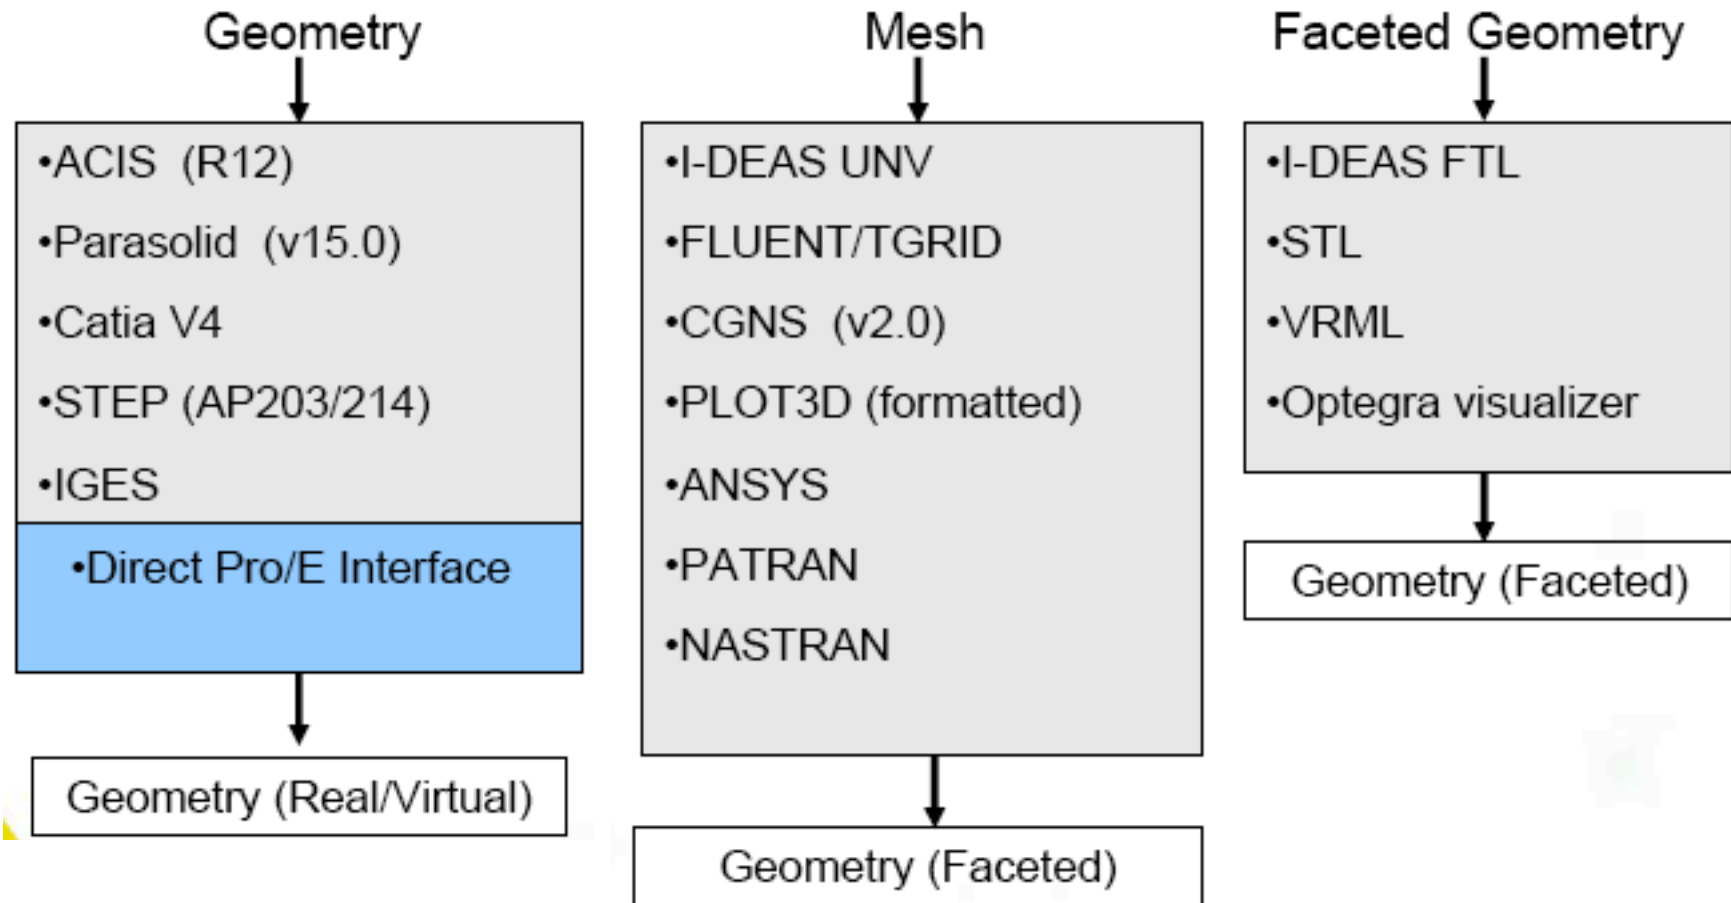 Geometry
•ACIS (R12)
•Parasolid (v15.0)
•Catia V4
•STEP (AP203/214)
•IGES
•Direct Pro/E Interface
Geometry (Real/Virtual)
Mesh
•I-DEAS UNV
•FLUENT/TGRID
•CGNS (v2.0)
•PLOT3D (formatted)
•ANSYS
•PATRAN
•NASTRAN
Geometry (Faceted)
Faceted Geometry
•I-DEAS FTL
•STL
•VRML
•Optegra visualizer
Geometry (Faceted)